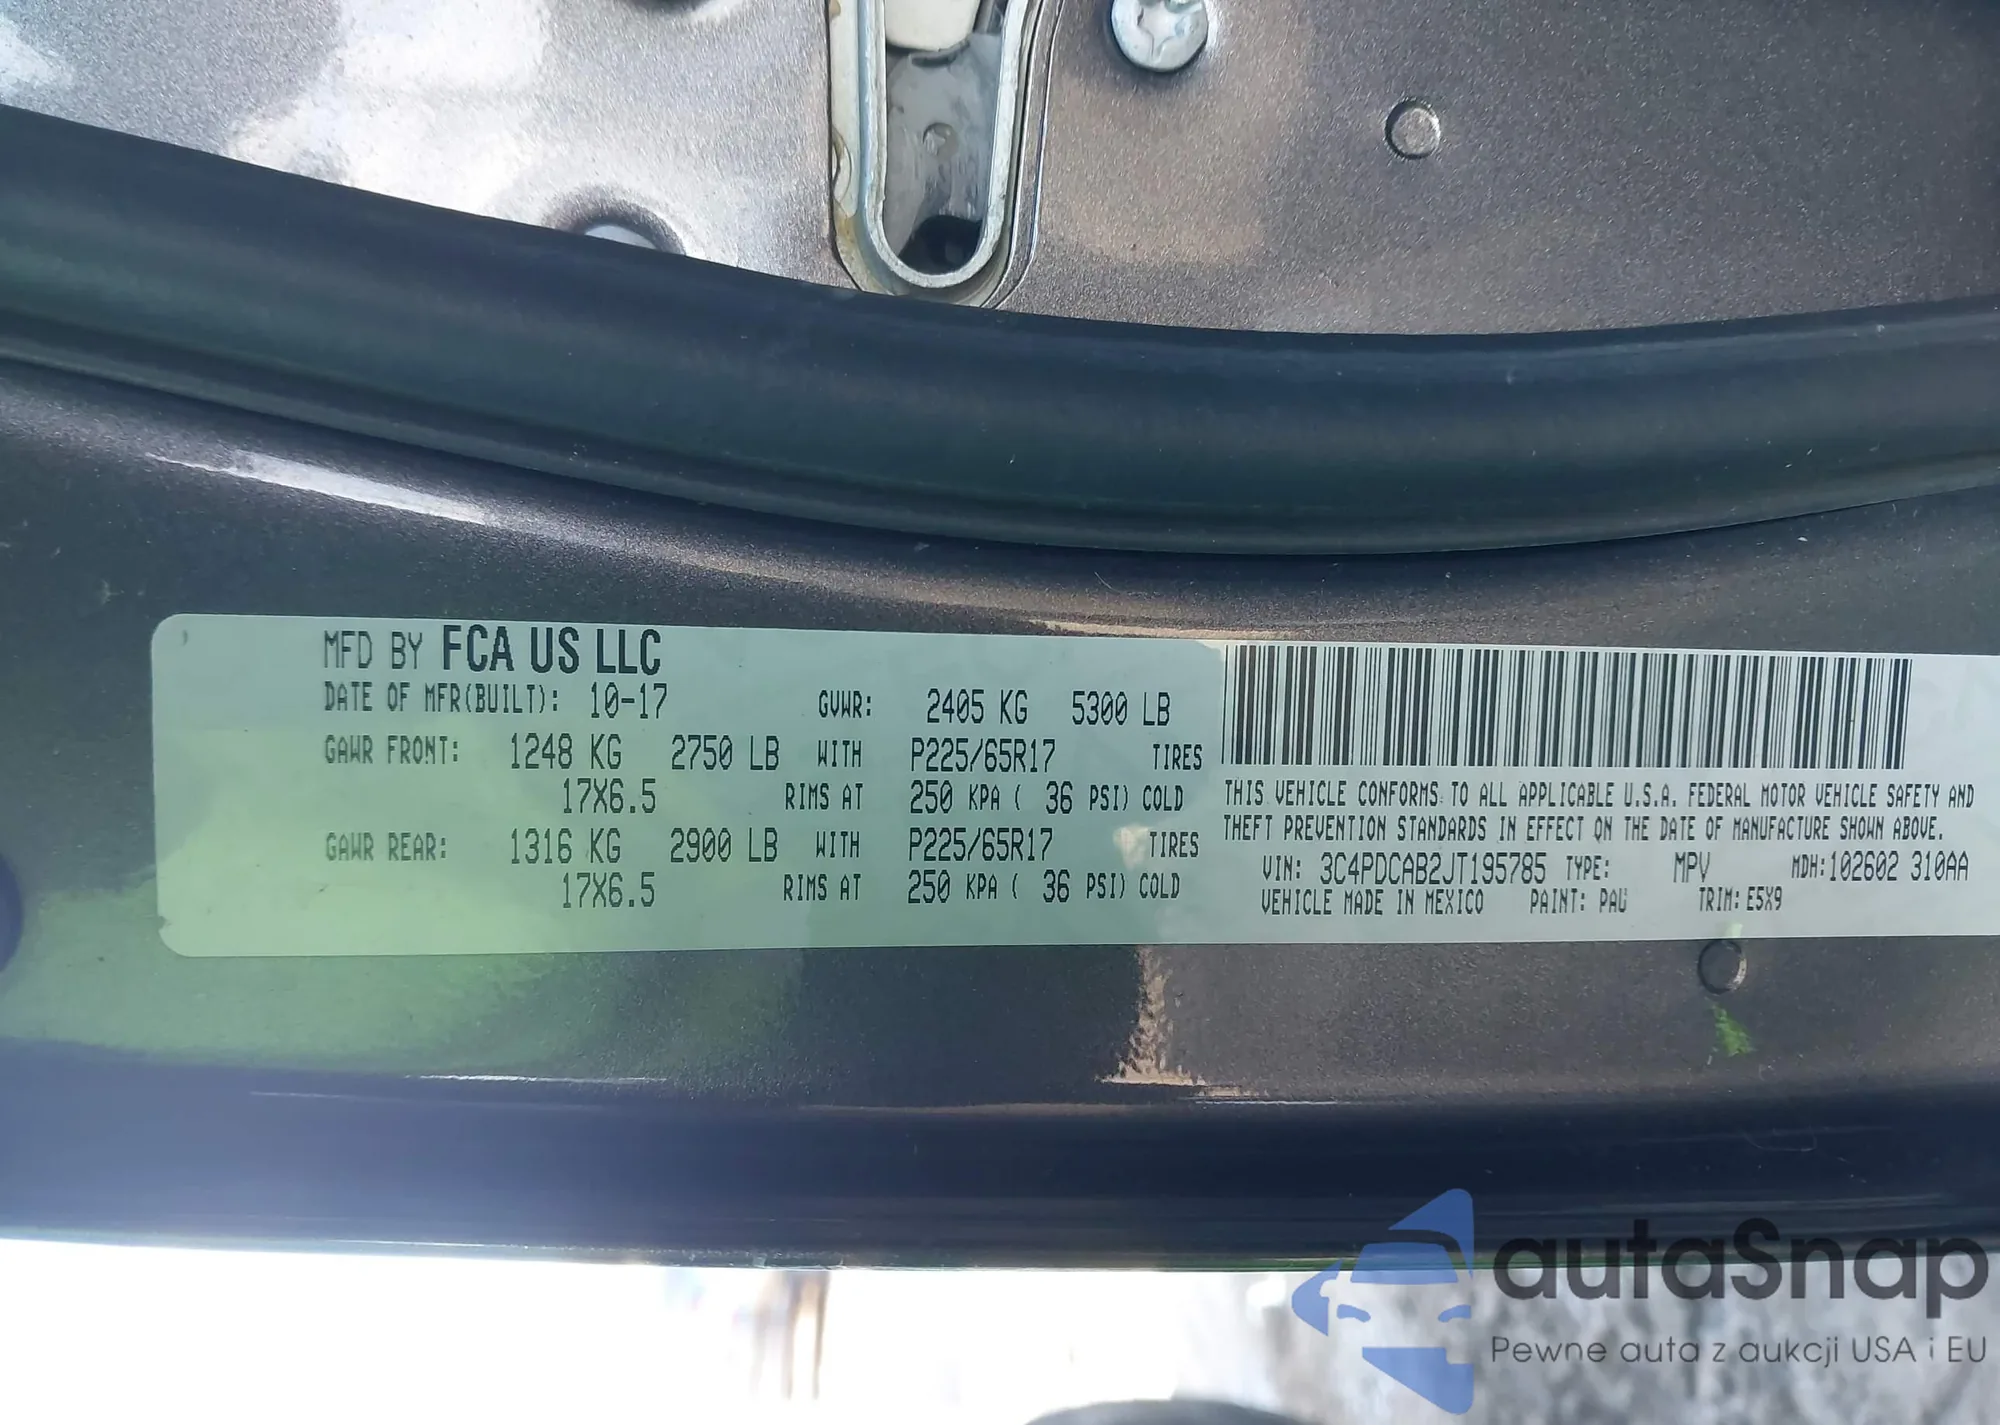 MFD BY FCA US LLC
DATE OF MFR(BUILT): 10-17 GVWR: 2405 KG 5300 LB
GAWR FRONT: 1248 KG 2750 LB WITH P225/65R17 TIRES
17X6.5 RIMS AT 250 KPA ( 36 PSI) COLD
GAWR REAR: 1316 KG 2900 LB WITH P225/65R17 TIRES
17X6.5 RIMS AT 250 KPA ( 36 PSI) COLD
THIS VEHICLE CONFORMS TO ALL APPLICABLE U.S.A. FEDERAL MOTOR VEHICLE SAFETY AND
THEFT PREVENTION STANDARDS IN EFFECT ON THE DATE OF MANUFACTURE SHOWN ABOVE.
VIN: 3C4PDCAB2JT195785 TYPE: MPV MDH:102602 310AA
VEHICLE MADE IN MEXICO PAINT: PAU TRIM: E5X9
autaSnap
Pewne auta z aukcji USA i EU